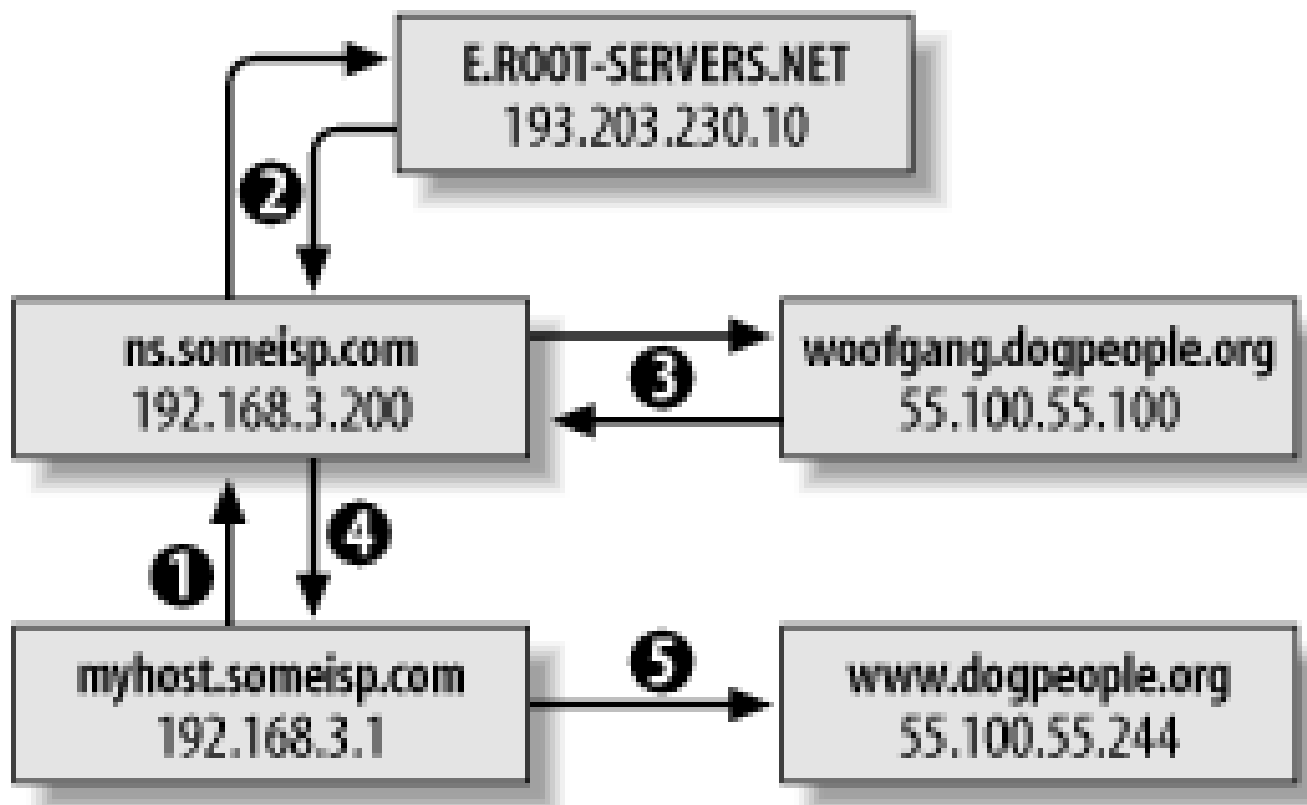 E.ROOT-SERVERS.NET
193.203.230.10
2
ns.someisp.com
192.168.3.200
3
woofgang.dogpeople.org
55.100.55.100
1
4
myhost.someisp.com
192.168.3.1
5
www.dogpeople.org
55.100.55.244